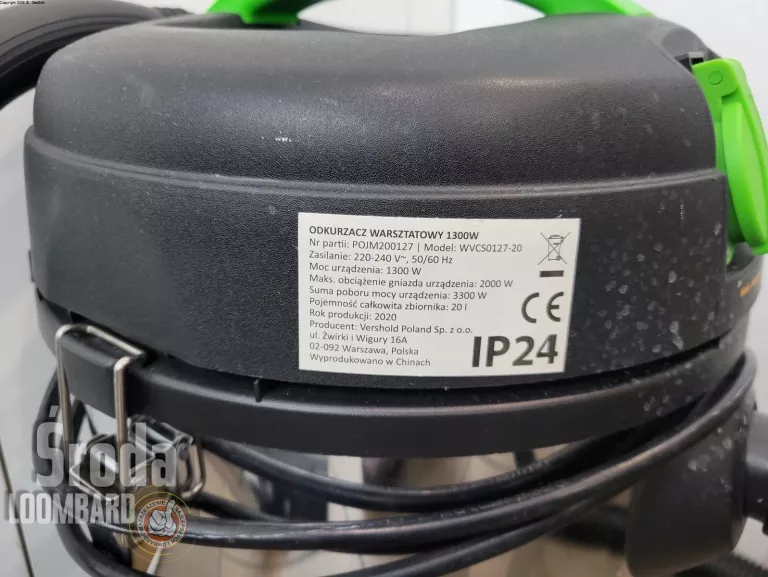 ODKURZACZ WARSZTATOWY 1300W
Nr partii: POJM200127 | Model: WVCS0127-20
Zasilanie: 220-240 V~, 50/60 Hz
Moc urządzenia: 1300 W
Maks. obciążenie gniazda urządzenia: 2000 W
Suma poboru mocy urządzenia: 3300 W
Pojemność całkowita zbiornika: 20 l
Rok produkcji: 2020
Producent: Vershold Poland Sp. z o.o.
ul. Żwirki i Wigury 16A
02-092 Warszawa, Polska
Wyprodukowano w Chinach
CE
IP24
Środa
LOOMBARD